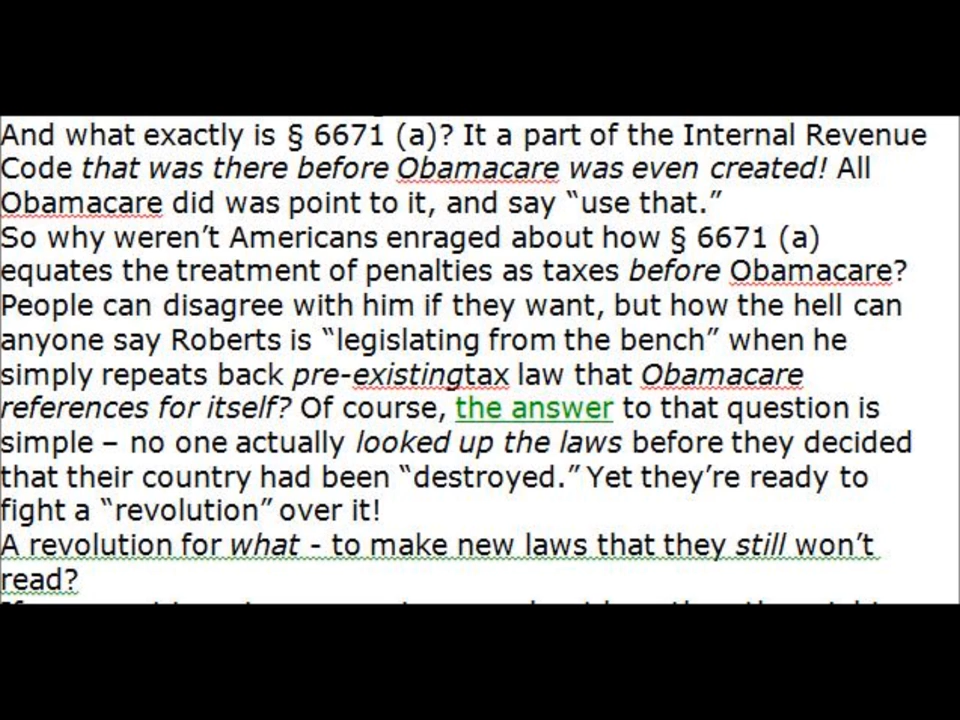 And what exactly is § 6671 (a)? It a part of the Internal Revenue
Code that was there before Obamacare was even created! All
Obamacare did was point to it, and say “use that.”
So why weren’t Americans enraged about how § 6671 (a)
equates the treatment of penalties as taxes before Obamacare?
People can disagree with him if they want, but how the hell can
anyone say Roberts is “legislating from the bench” when he
simply repeats back pre-existingtax law that Obamacare
references for itself? Of course, the answer to that question is
simple – no one actually looked up the laws before they decided
that their country had been “destroyed.” Yet they’re ready to
fight a “revolution” over it!
A revolution for what - to make new laws that they still won’t
read?